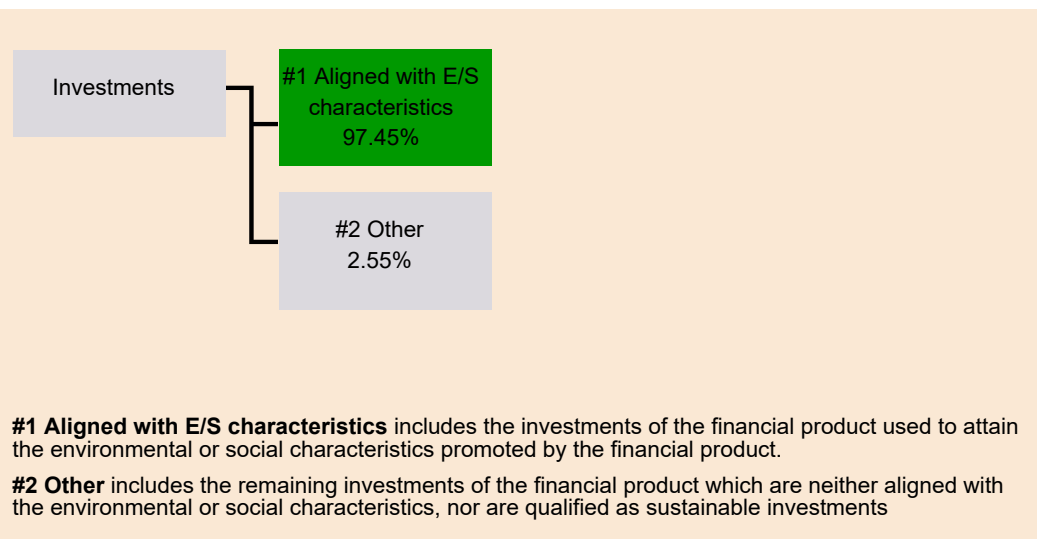 Investments
#1 Aligned with E/S
characteristics
97.45%
#2 Other
2.55%
#1 Aligned with E/S characteristics includes the investments of the financial product used to attain
the environmental or social characteristics promoted by the financial product.
#2 Other includes the remaining investments of the financial product which are neither aligned with
the environmental or social characteristics, nor are qualified as sustainable investments